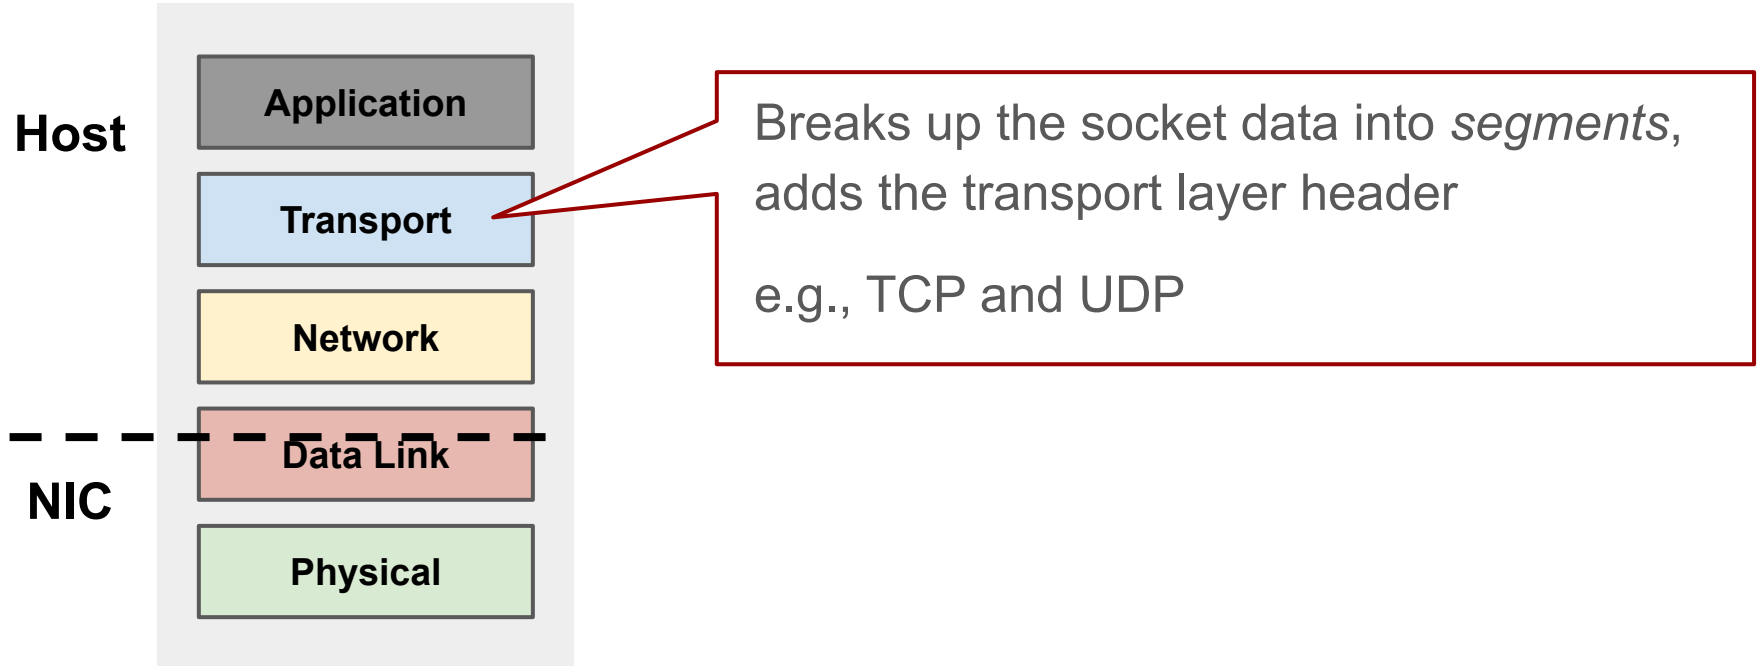 Host
Application
Transport
Network
Data Link
NIC
Physical
Breaks up the socket data into segments,
adds the transport layer header
e.g., TCP and UDP